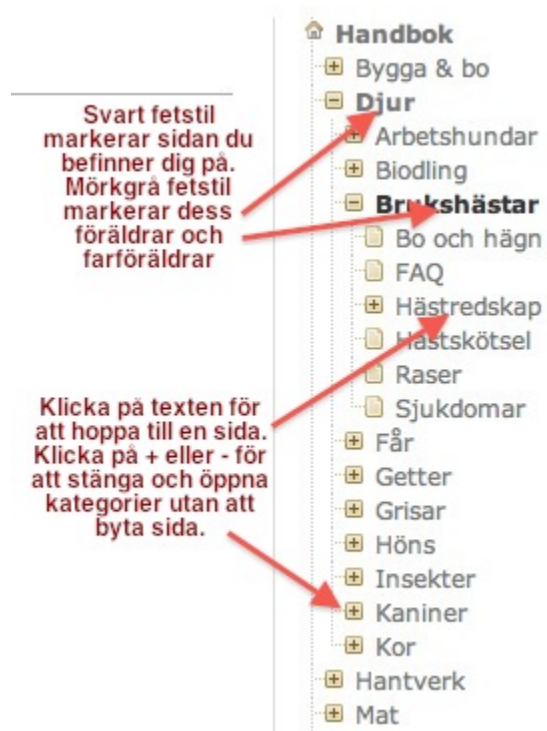 Svart fetstil
markerar sidan du
befinner dig på.
Mörkgrå fetstil
markerar dess
föräldrar och
farföräldrar
Klicka på texten för
att hoppa till en sida.
Klicka på + eller - för
att stänga och öppna
kategorier utan att
byta sida.
Handbok
Bygga & bo
Djur
Arbetshundar
Biodling
Brukshästar
Bo och hägn
FAQ
Hästredskap
Hästskötsel
Raser
Sjukdomar
Får
Getter
Grisar
Höns
Insekter
Kaniner
Kor
Hantverk
Mat